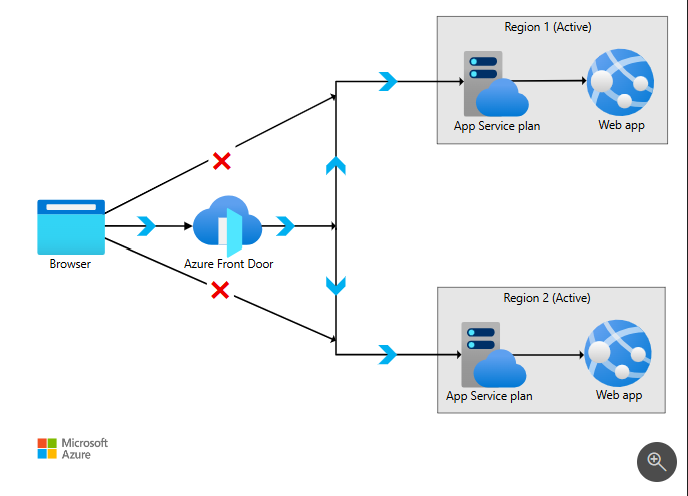 Region 1 (Active)
App Service plan
Web app
Browser
Azure Front Door
Region 2 (Active)
App Service plan
Web app
Microsoft
Azure